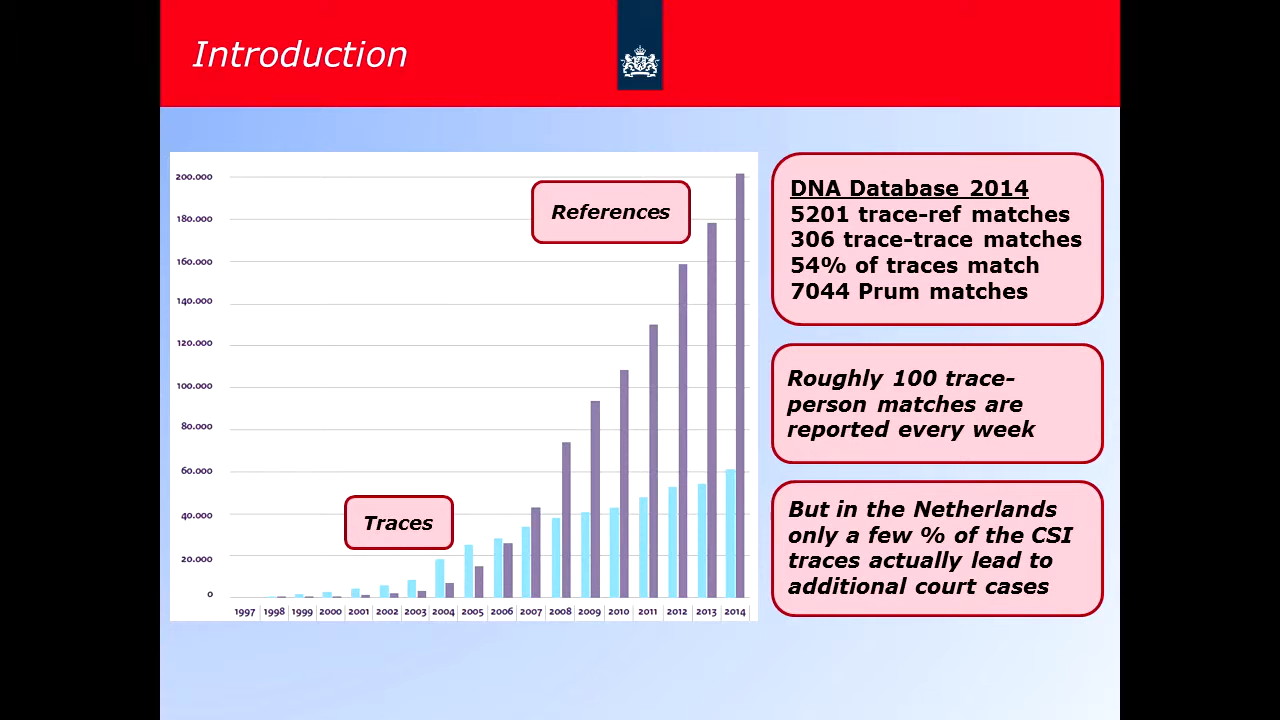 Introduction
200.000
180.000
160.000
140.000
120.000
100.000
80.000
60.000
40.000
20.000
0
1997 1998 1999 2000 2001 2002 2003 2004 2005 2006 2007 2008 2009 2010 2011 2012 2013 2014
References
Traces
DNA Database 2014
5201 trace-ref matches
306 trace-trace matches
54% of traces match
7044 Prum matches
Roughly 100 trace-
person matches are
reported every week
But in the Netherlands
only a few % of the CSI
traces actually lead to
additional court cases